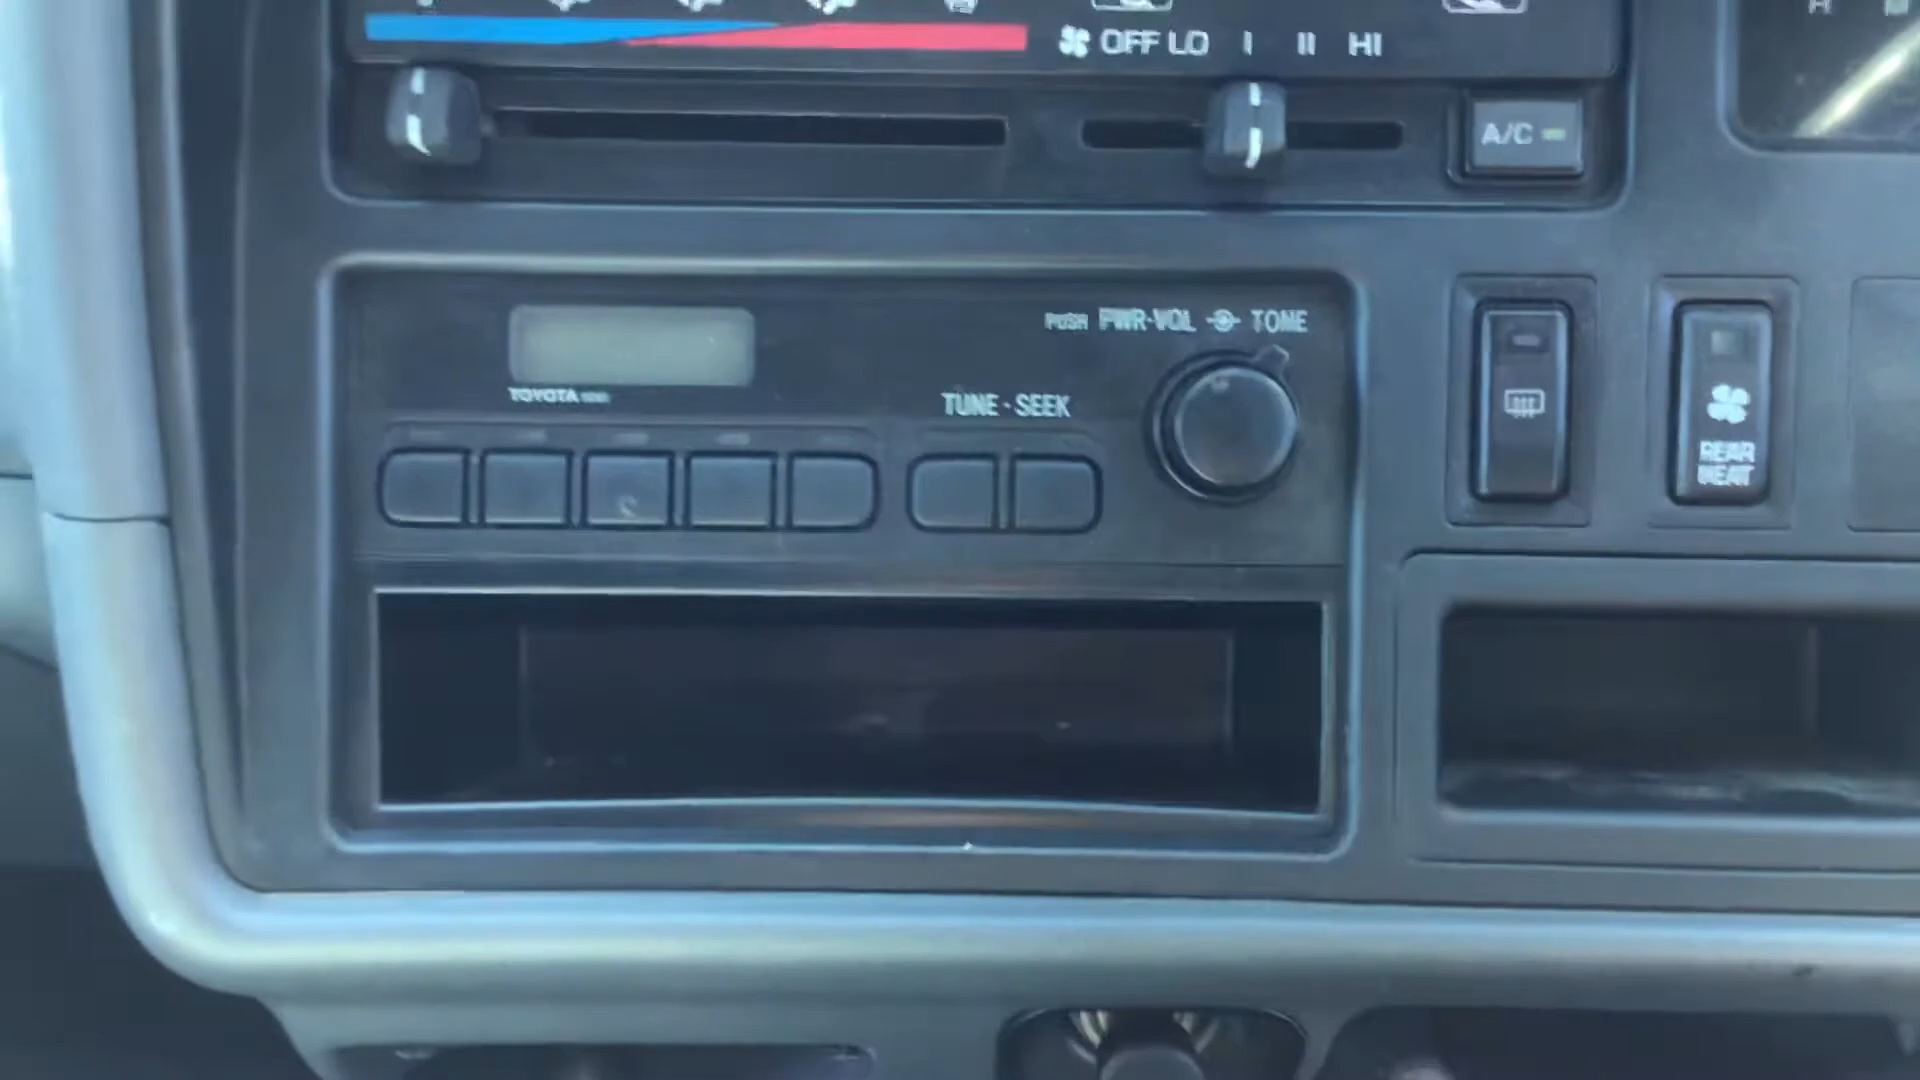 OFF LO I II HI
A/C
PUSH PWR·VOL TONE
TOYOTA
TUNE · SEEK
REAR
HEAT